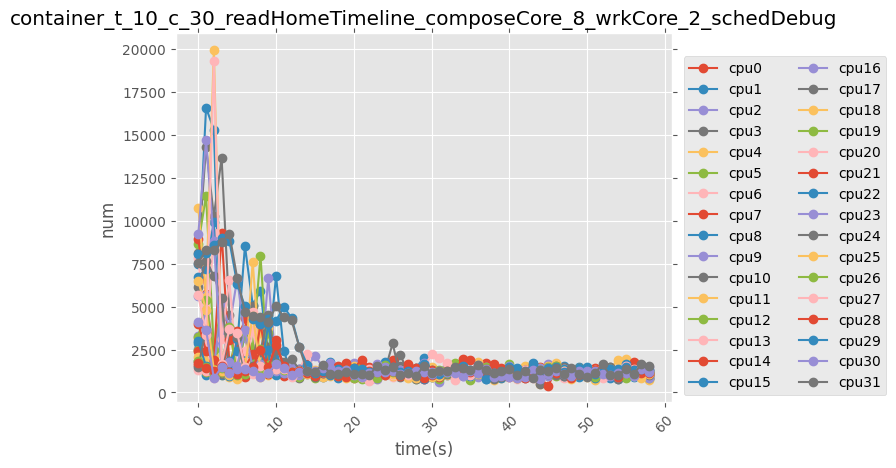 container_t_10_c_30_readHomeTimeline_composeCore_8_wrkCore_2_schedDebug
20000
17500
15000
12500
10000
7500
5000
2500
0
num
0
10
20
30
40
50
60
time(s)
cpu0
cpu1
cpu2
cpu3
cpu4
cpu5
cpu6
cpu7
cpu8
cpu9
cpu10
cpu11
cpu12
cpu13
cpu14
cpu15
cpu16
cpu17
cpu18
cpu19
cpu20
cpu21
cpu22
cpu23
cpu24
cpu25
cpu26
cpu27
cpu28
cpu29
cpu30
cpu31